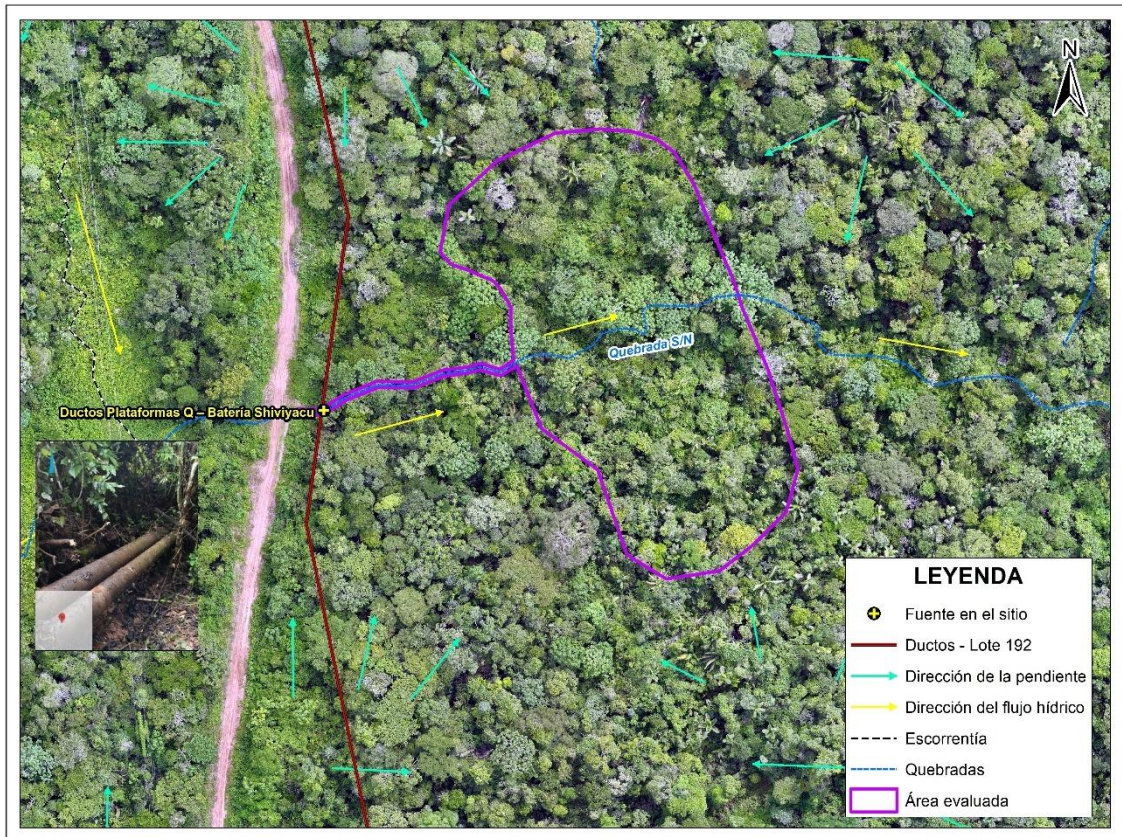 N
Quebrada S/N
Ductos Plataformas Q – Batería Shiviyacu
LEYENDA
Fuente en el sitio
Ductos - Lote 192
Dirección de la pendiente
Dirección del flujo hídrico
Escorrentía
Quebradas
Área evaluada